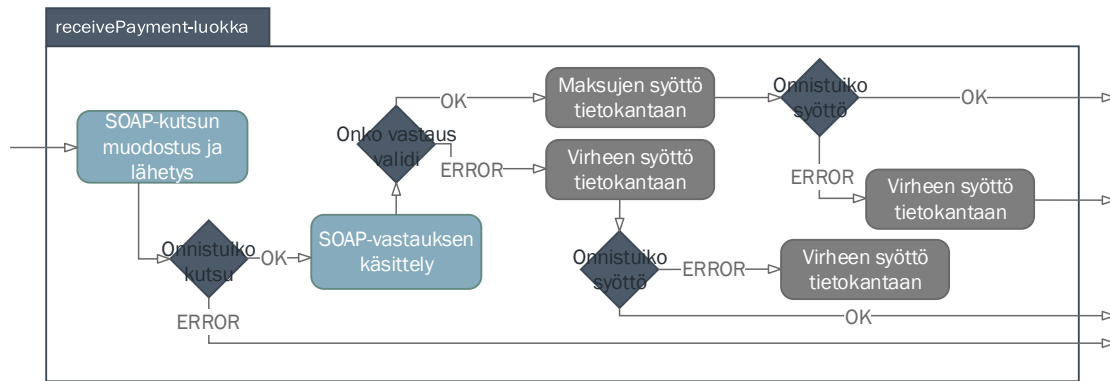 receivePayment-luokka
SOAP-kutsun
muodostus ja
lähetys
Onnistuiko
kutsu
OK
ERROR
SOAP-vastauksen
käsittely
Onko vastaus
validi
OK
ERROR
Maksujen syöttö
tietokantaan
Virheen syöttö
tietokantaan
Onnistuiko
syöttö
OK
ERROR
Virheen syöttö
tietokantaan
Onnistuiko
syöttö
ERROR
Virheen syöttö
tietokantaan
OK